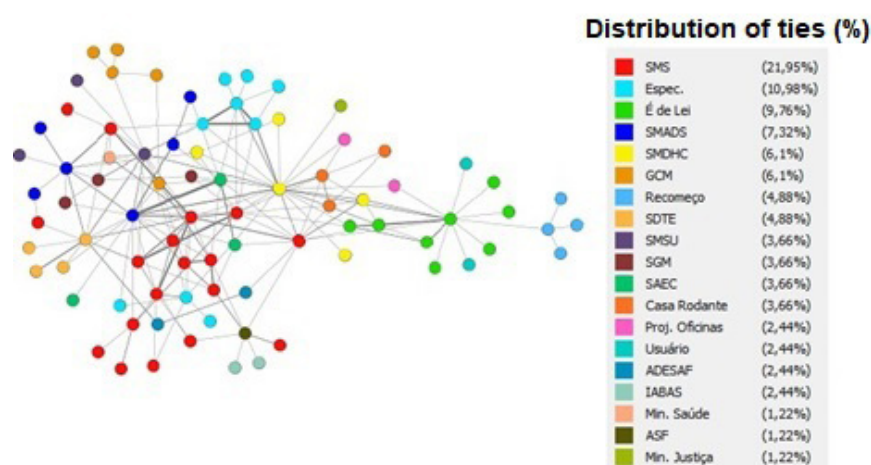 Distribution of ties (%)
SMS (21,95%)
Espec. (10,98%)
É de Lei (9,76%)
SMADS (7,32%)
SMDHC (6,1%)
GCM (6,1%)
Recomeço (4,88%)
SDTE (4,88%)
SMSU (3,66%)
SGM (3,66%)
SAEC (3,66%)
Casa Rodante (3,66%)
Proj. Oficinas (2,44%)
Usuário (2,44%)
ADESAF (2,44%)
IABAS (2,44%)
Min. Saúde (1,22%)
ASF (1,22%)
Min. Justiça (1,22%)